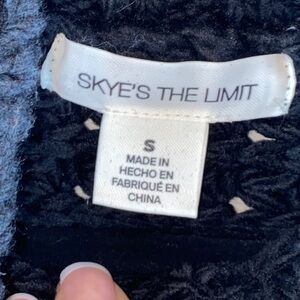 SKYE'S THE LIMIT
S
MADE IN
HECHO EN
FABRIQUÉ EN
CHINA